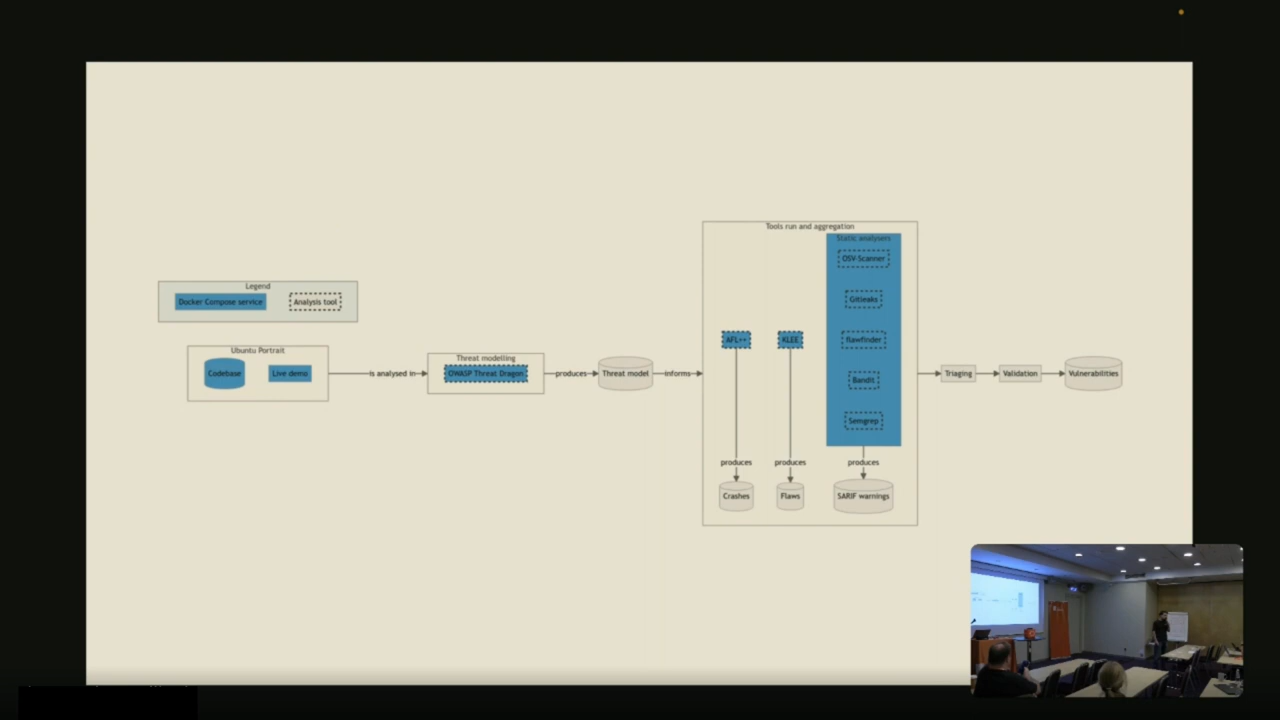 Legend
Docker Compose service
Analysis tool
Ubuntu Portrait
Codebase
Live demo
is analysed in
Threat modelling
OWASP Threat Dragon
produces
Threat model
informs
Tools run and aggregation
Static analysers
OSV-Scanner
Gitleaks
flawfinder
Bandit
Semgrep
AFL++
KLEE
produces
produces
produces
Crashes
Flaws
SARIF warnings
Triaging
Validation
Vulnerabilities